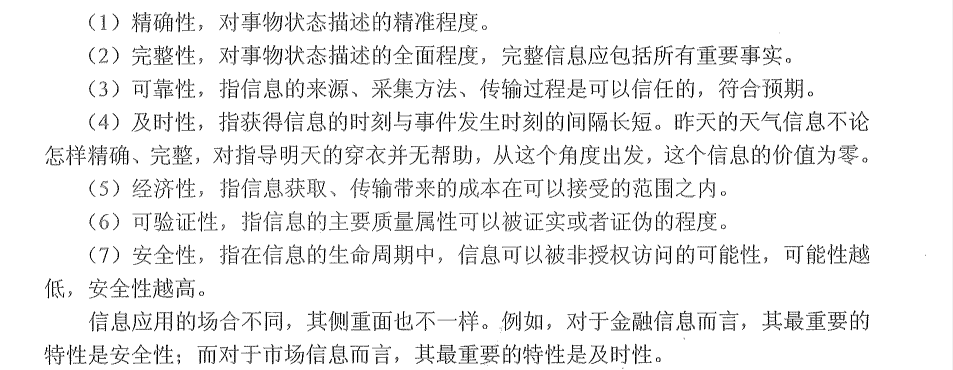 （1）精确性，对事物状态描述的精准程度。
（2）完整性，对事物状态描述的全面程度，完整信息应包括所有重要事实。
（3）可靠性，指信息的来源、采集方法、传输过程是可以信任的，符合预期。
（4）及时性，指获得信息的时刻与事件发生时刻的间隔长短。昨天的天气信息不论
怎样精确、完整，对指导明天的穿衣并无帮助，从这个角度出发，这个信息的价值为零。
（5）经济性，指信息获取、传输带来的成本在可以接受的范围之内。
（6）可验证性，指信息的主要质量属性可以被证实或者证伪的程度。
（7）安全性，指在信息的生命周期中，信息可以被非授权访问的可能性，可能性越
低，安全性越高。
信息应用的场合不同，其侧重面也不一样。例如，对于金融信息而言，其最重要的
特性是安全性；而对于市场信息而言，其最重要的特性是及时性。